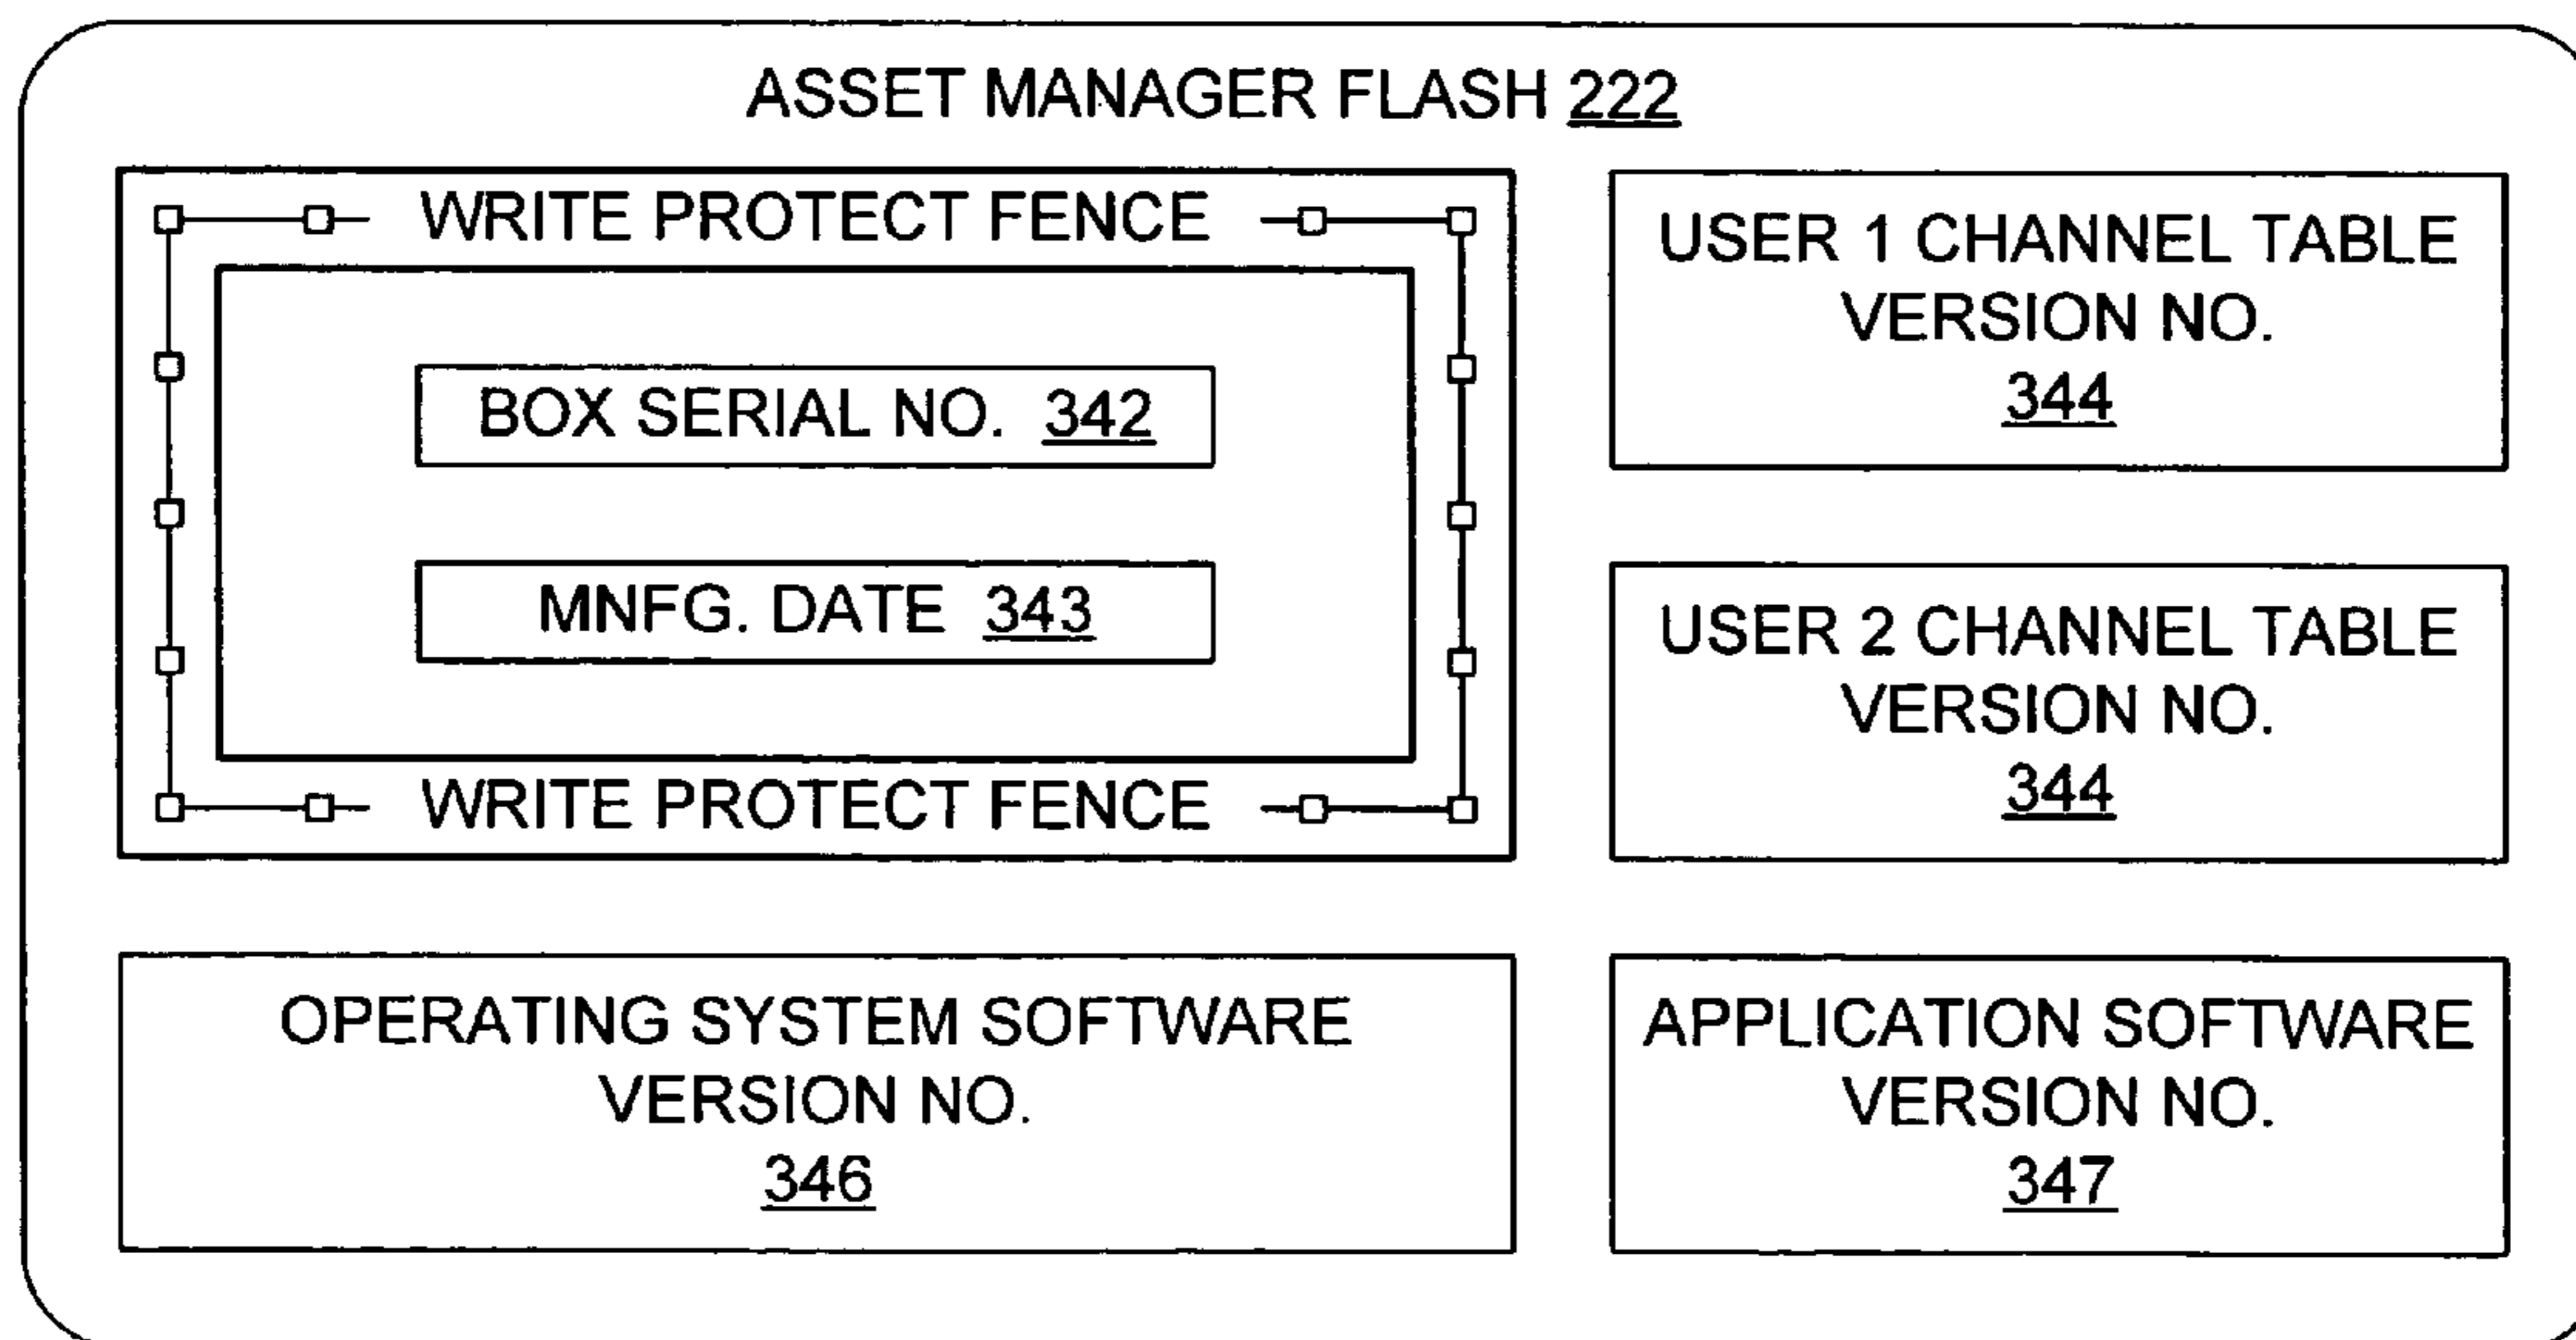 ASSET MANAGER FLASH 222
WRITE PROTECT FENCE
BOX SERIAL NO. 342
MNFG. DATE 343
WRITE PROTECT FENCE
USER 1 CHANNEL TABLE
VERSION NO.
344
USER 2 CHANNEL TABLE
VERSION NO.
344
OPERATING SYSTEM SOFTWARE
VERSION NO.
346
APPLICATION SOFTWARE
VERSION NO.
347